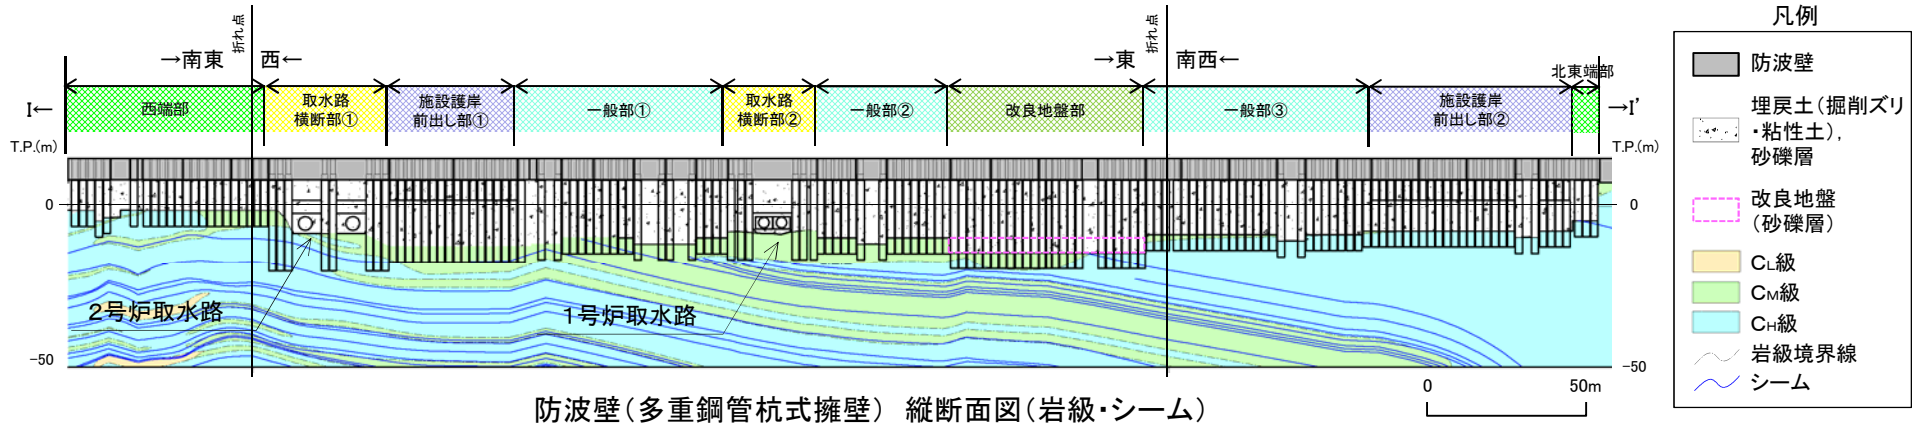 →南東
折れ点
西←
→東
折れ点
南西←
I←
西端部
取水路
横断部①
施設護岸
前出し部①
一般部①
取水路
横断部②
一般部②
改良地盤部
一般部③
施設護岸
前出し部②
北東端部
→I'
T.P.(m)
T.P.(m)
0
0
2号炉取水路
1号炉取水路
-50
-50
0
50m
防波壁(多重鋼管杭式擁壁) 縦断面図(岩級・シーム)
凡例
防波壁
埋戻土(掘削ズリ
・粘性土),
砂礫層
改良地盤
(砂礫層)
CL級
CM級
CH級
岩級境界線
シーム